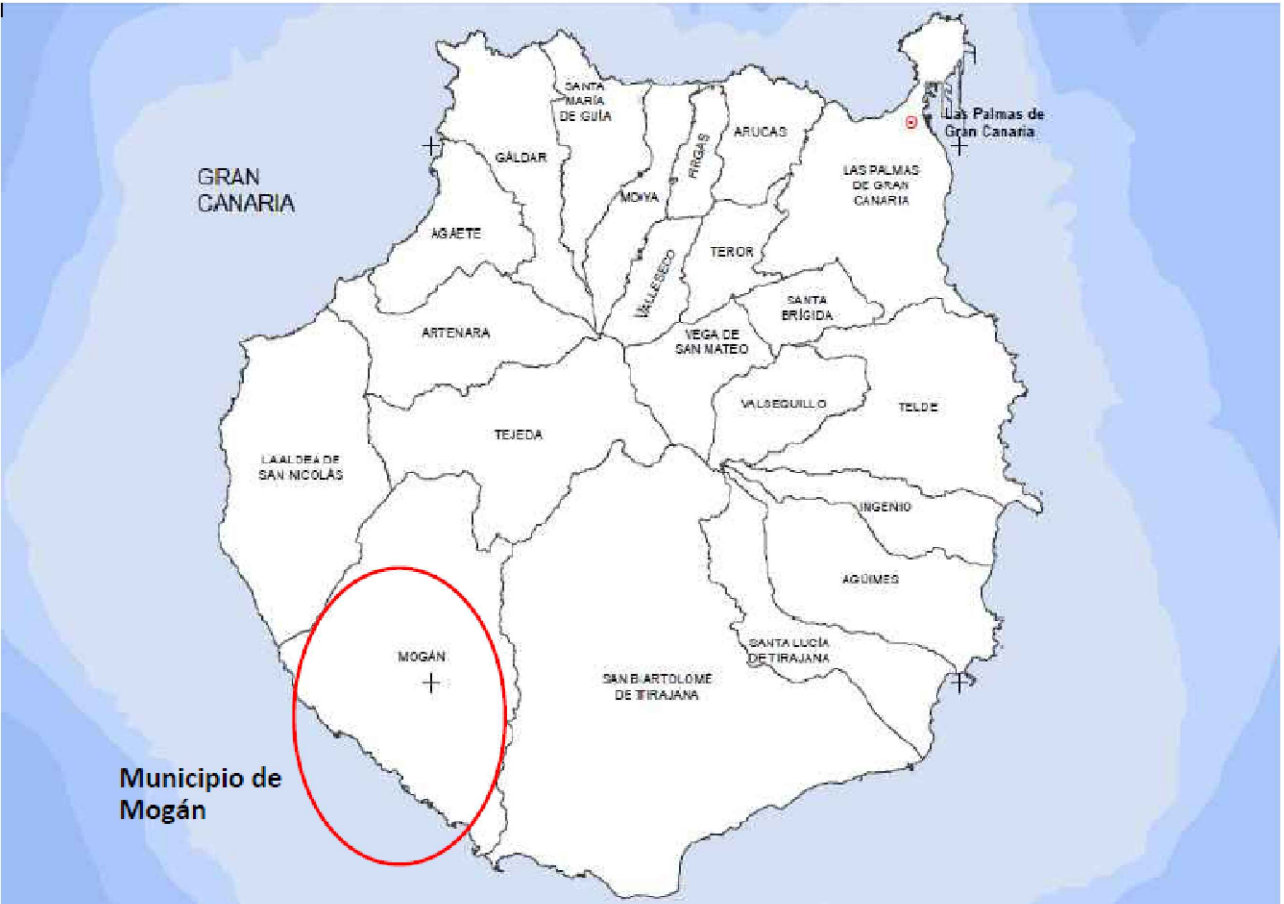 SANTA
MARÍA
DE GUÍA
GÁLDAR
MOYA
FIRGAS
ARUCAS
Las Palmas de
Gran Canaria
GRAN
CANARIA
LAS PALMAS
DE GRAN
CANARIA
AGAETE
VALLESECO
TEROR
SANTA
BRÍGIDA
ARTENARA
VEGA DE
SAN MATEO
VALSEQUILLO
TELDE
TEJEDA
LA ALDEA DE
SAN NICOLÁS
INGENIO
AGÜIMES
MOGÁN
SANTA LUCÍA
DE TIRAJANA
SAN BARTOLOMÉ
DE TIRAJANA
Municipio de
Mogán